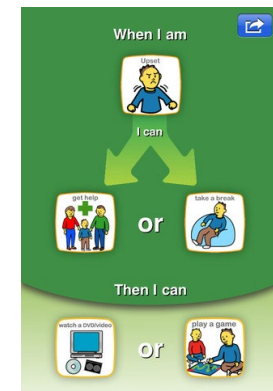 When I am
Upset
I can
get help
or
take a break
Then I can
watch a DVD/video
or
play a game